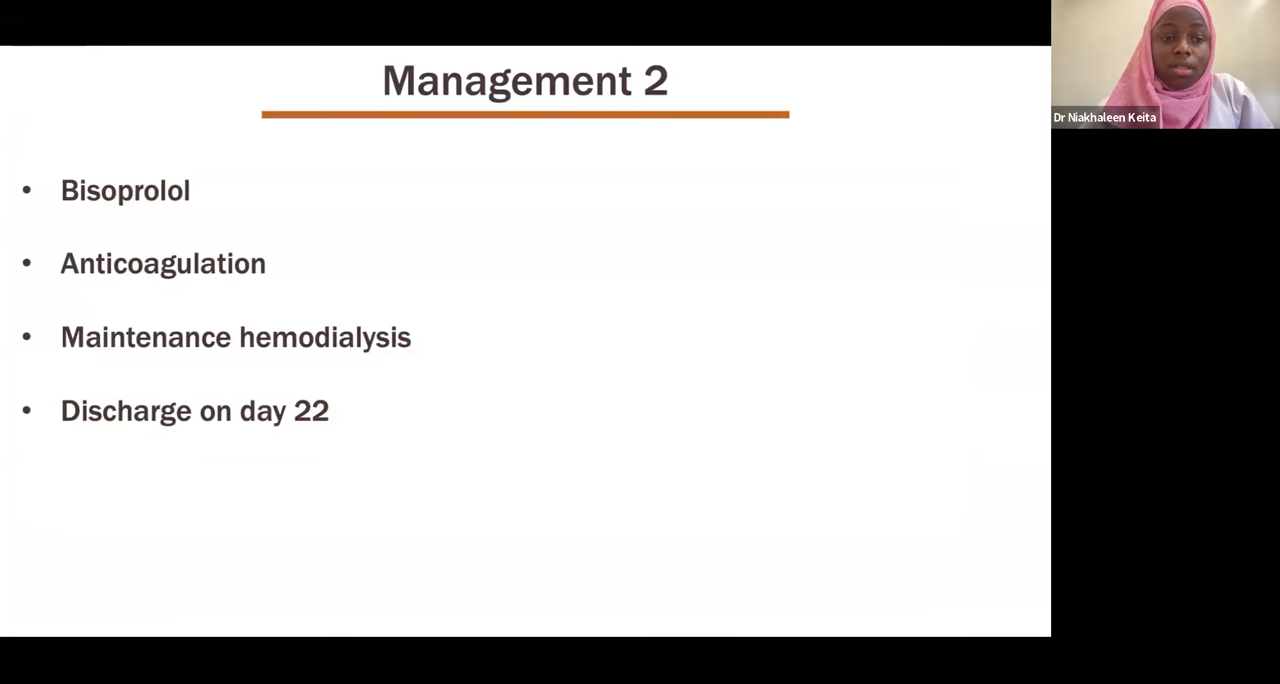 Management 2
Dr Niakhaleen Keita
• Bisoprolol
• Anticoagulation
• Maintenance hemodialysis
• Discharge on day 22